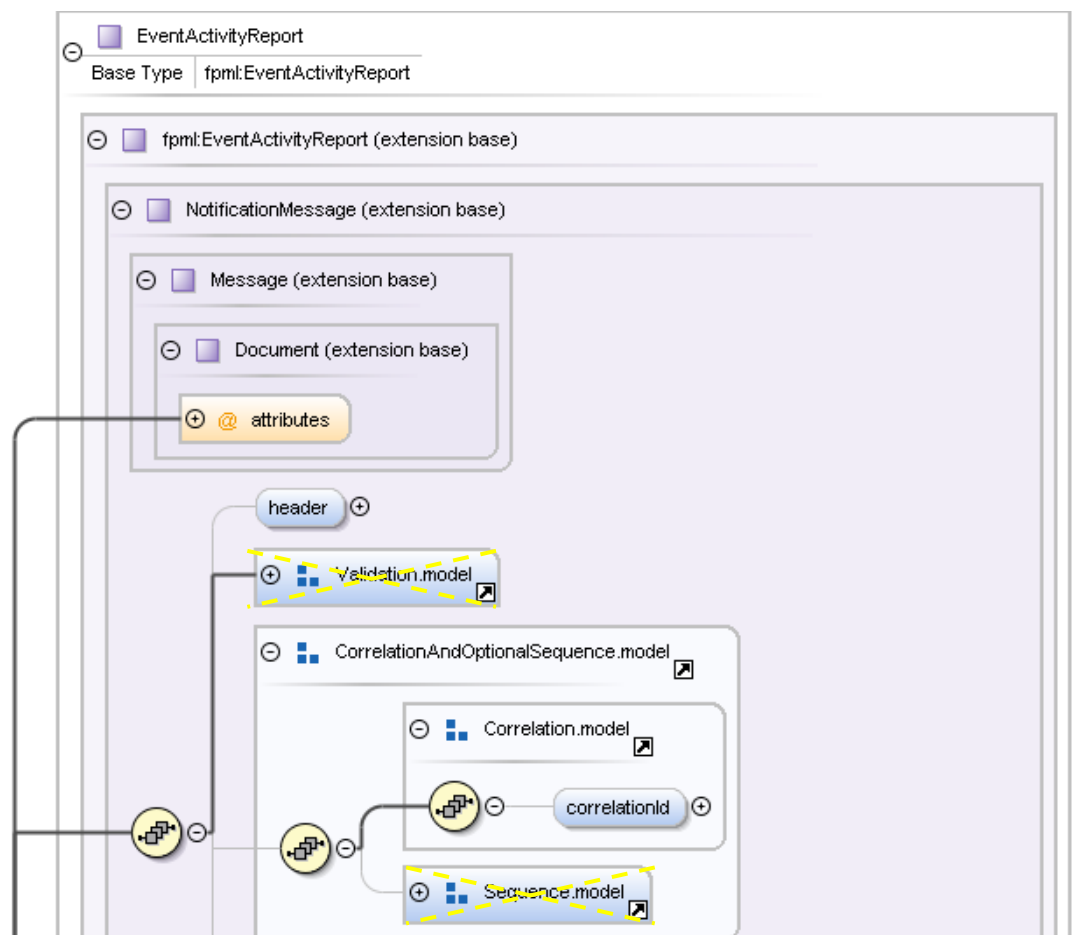 EventActivityReport
Base Type fpml:EventActivityReport
fpml:EventActivityReport (extension base)
NotificationMessage (extension base)
Message (extension base)
Document (extension base)
@ attributes
header
Validation.model
CorrelationAndOptionalSequence.model
Correlation.model
correlationId
Sequence.model